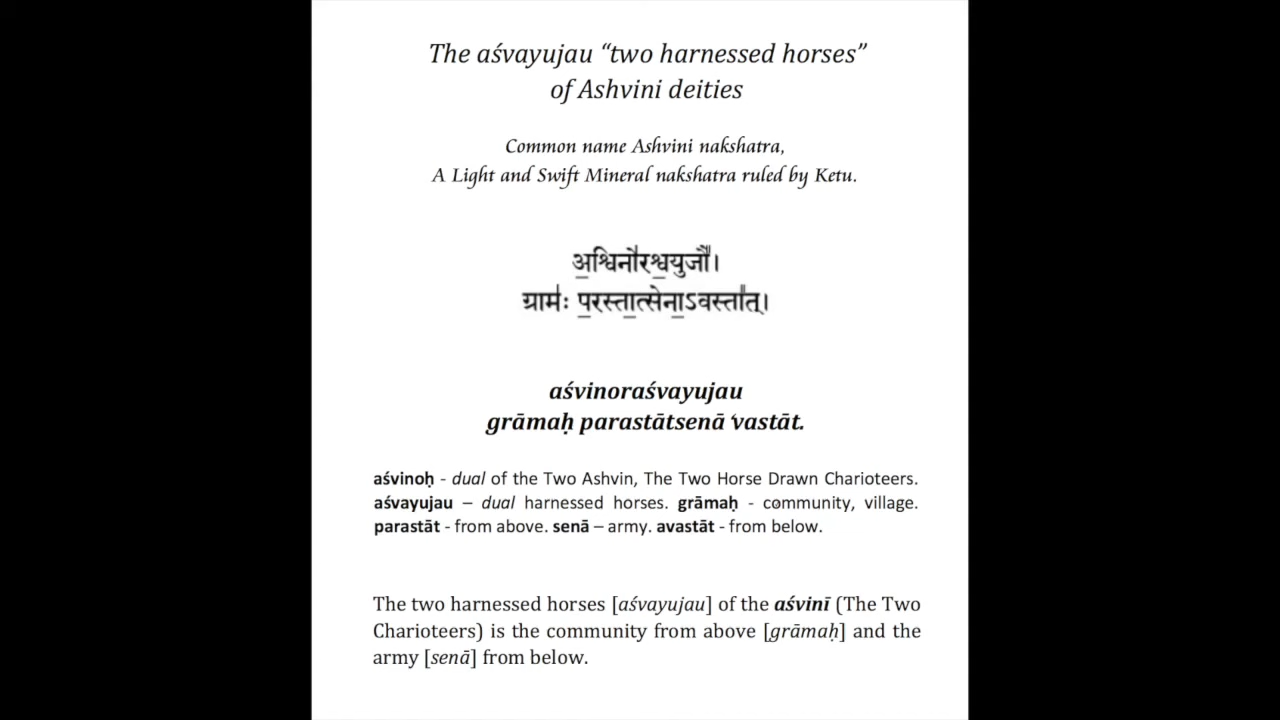 The aśvayujau “two harnessed horses”
of Ashvini deities
Common name Ashvini nakshatra,
A Light and Swift Mineral nakshatra ruled by Ketu.
अ॒श्विनो॑रश्व॒युजौ᳚।
ग्रामः॑ प॒रस्ता॒त्सेना॒ऽवस्ता᳚त्।
aśvinoraśvayujau
grāmaḥ parastātsenā ‘vastāt.
aśvinoḥ - dual of the Two Ashvin, The Two Horse Drawn Charioteers.
aśvayujau – dual harnessed horses. grāmaḥ - community, village.
parastāt - from above. senā – army. avastāt - from below.
The two harnessed horses [aśvayujau] of the aśvinī (The Two
Charioteers) is the community from above [grāmaḥ] and the
army [senā] from below.